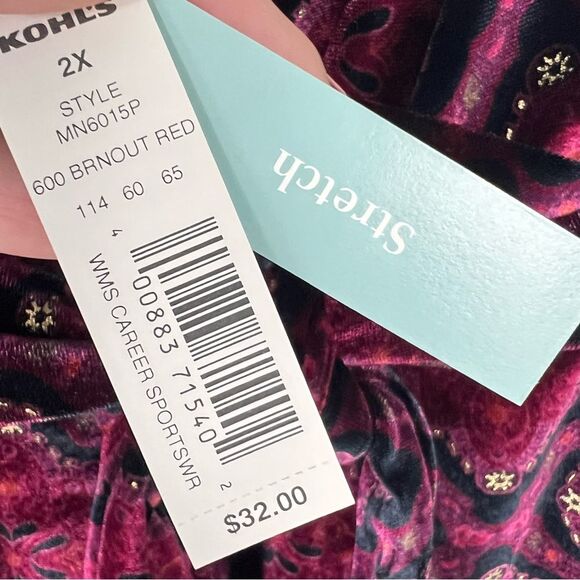 KOHL'S
2X
STYLE
MN6015P
600 BRNOUT RED
114 60 65
4 00883 71540 2
WMS CAREER SPORTSWR
$32.00
Stretch